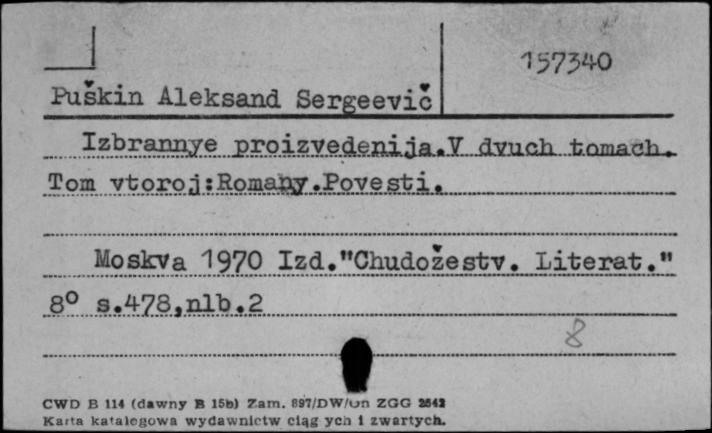 157340
Puškin Aleksand Sergeevič
Izbrannye proizvedenija.V dvuch tomach.
Tom vtoroj:Romany.Povesti.
Moskva 1970 Izd."Chudožestv. Literat."
8° s.478,nlb.2
8
CWD B 114 (dawny B 15b) Zam. 897/DW/Un ZGG 2542
Karta katalogowa wydawnictw ciąg ych i zwartych.